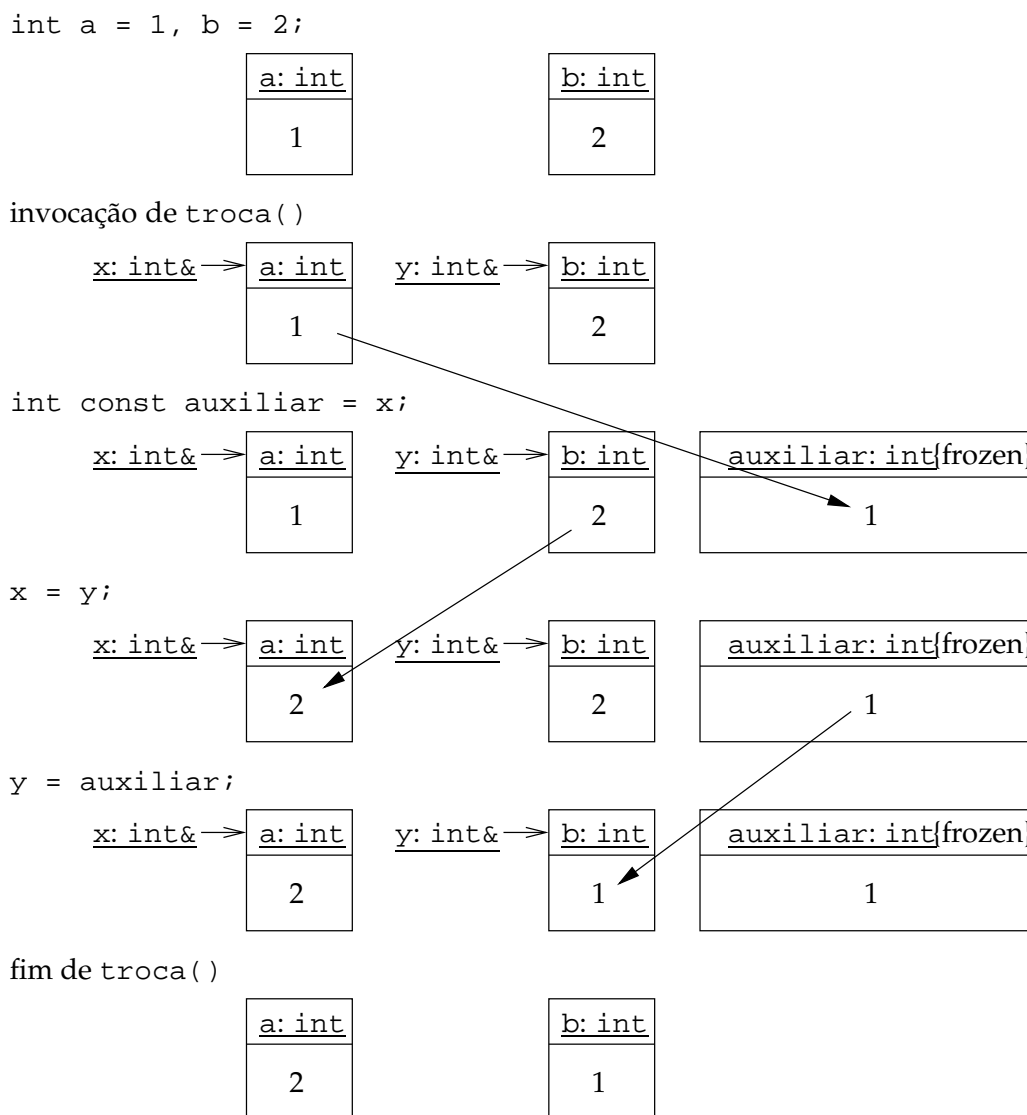 int a = 1, b = 2;
a: int b: int
1 2
invocação de troca()
x: int& a: int y: int& b: int
1 2
int const auxiliar = x;
x: int& a: int y: int& b: int auxiliar: int{frozen}
1 2 1
x = y;
x: int& a: int y: int& b: int auxiliar: int{frozen}
2 2 1
y = auxiliar;
x: int& a: int y: int& b: int auxiliar: int{frozen}
2 1 1
fim de troca()
a: int b: int
2 1